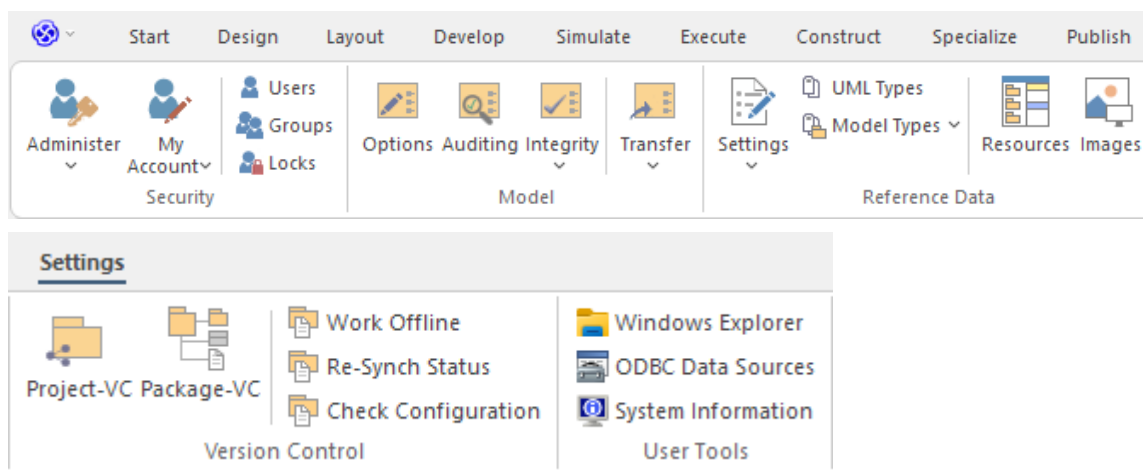 Start Design Layout Develop Simulate Execute Construct Specialize Publish
Administer
My Account
Users
Groups
Locks
Security
Options
Auditing
Integrity
Transfer
Model
Settings
UML Types
Model Types
Resources
Images
Reference Data
Settings
Project-VC
Package-VC
Work Offline
Re-Synch Status
Check Configuration
Version Control
Windows Explorer
ODBC Data Sources
System Information
User Tools